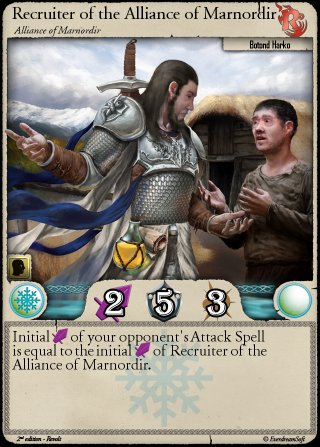 Recruiter of the Alliance of Marnordir
Alliance of Marnordir
Botond Harko
2 5 3
Initial of your opponent's Attack Spell
is equal to the initial of Recruiter of the
Alliance of Marnordir.
2nd edition - Revolt
© EverdreamSoft